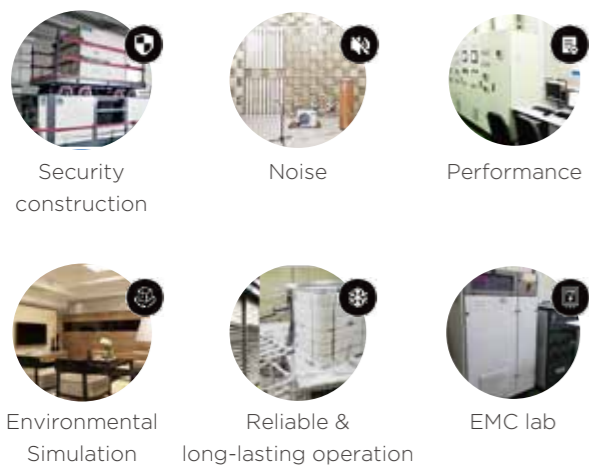 Security
construction
Noise
Performance
Environmental
Simulation
Reliable &
long-lasting operation
EMC lab